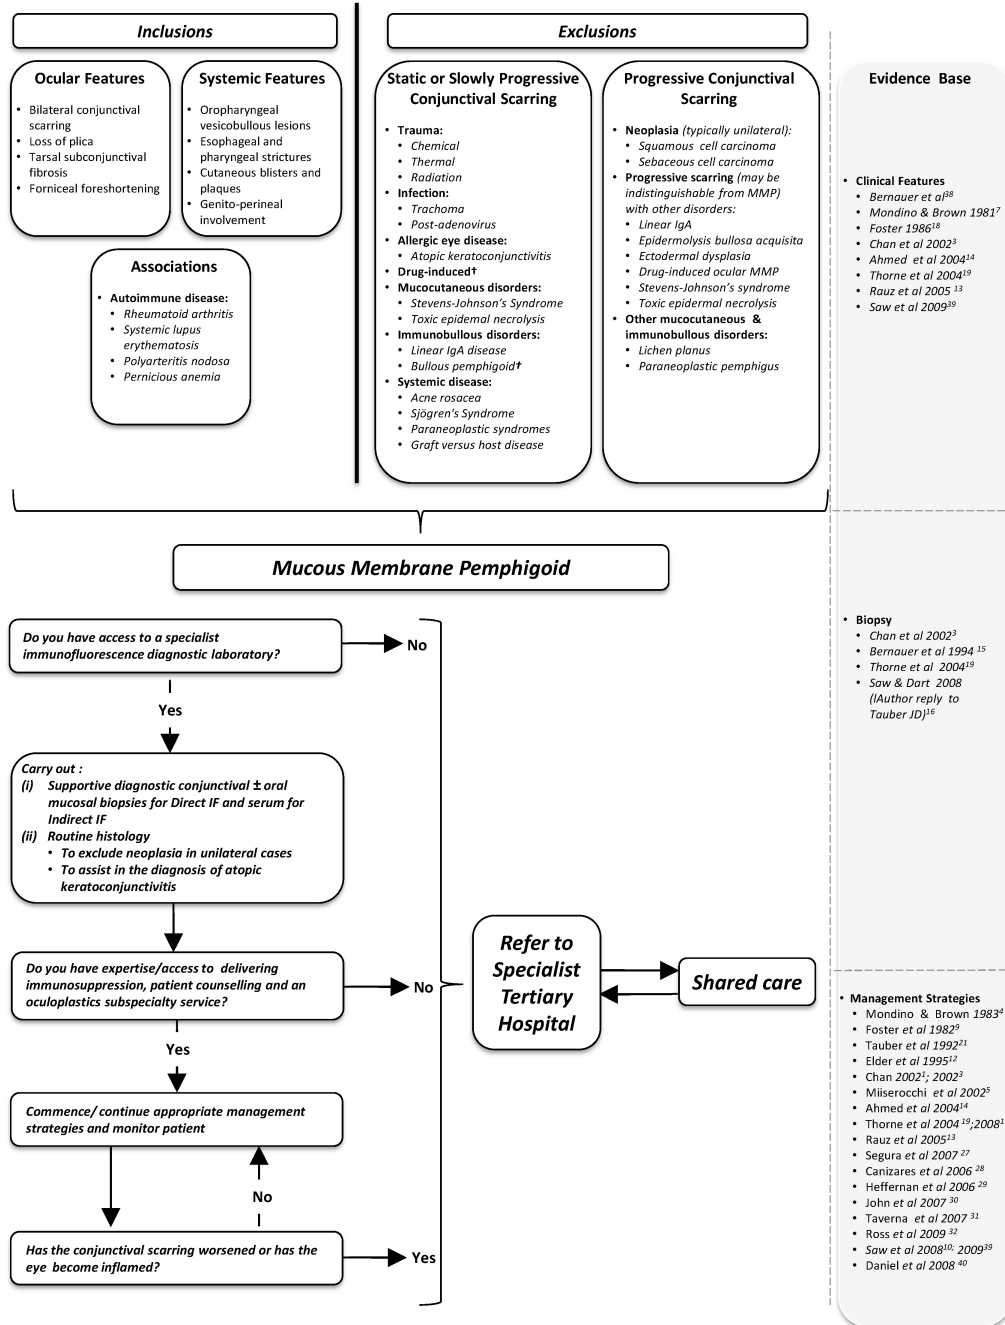 Inclusions
Exclusions
Ocular Features
• Bilateral conjunctival
scarring
• Loss of plica
• Tarsal subconjunctival
fibrosis
• Forniceal foreshortening
Systemic Features
• Oropharyngeal
vesicobullous lesions
• Esophageal and
pharyngeal strictures
• Cutaneous blisters and
plaques
• Genito-perineal
involvement
Associations
• Autoimmune disease:
• Rheumatoid arthritis
• Systemic lupus
erythematosis
• Polyarteritis nodosa
• Pernicious anemia
Static or Slowly Progressive
Conjunctival Scarring
• Trauma:
• Chemical
• Thermal
• Radiation
• Infection:
• Trachoma
• Post-adenovirus
• Allergic eye disease:
• Atopic keratoconjunctivitis
• Drug-induced✝
• Mucocutaneous disorders:
• Stevens-Johnson’s Syndrome
• Toxic epidemal necrolysis
• Immunobullous disorders:
• Linear IgA disease
• Bullous pemphigoid✝
• Systemic disease:
• Acne rosacea
• Sjögren's Syndrome
• Paraneoplastic syndromes
• Graft versus host disease
Progressive Conjunctival
Scarring
• Neoplasia (typically unilateral):
• Squamous cell carcinoma
• Sebaceous cell carcinoma
• Progressive scarring (may be
indistinguishable from MMP)
with other disorders:
• Linear IgA
• Epidermolysis bullosa acquisita
• Ectodermal dysplasia
• Drug-induced ocular MMP
• Stevens-Johnson’s syndrome
• Toxic epidermal necrolysis
• Other mucocutaneous &
immunobullous disorders:
• Lichen planus
• Paraneoplastic pemphigus
Evidence Base
• Clinical Features
• Bernauer et al38
• Mondino & Brown 19817
• Foster 198618
• Chan et al 20023
• Ahmed et al 200414
• Thorne et al 200419
• Rauz et al 2005 13
• Saw et al 200939
Mucous Membrane Pemphigoid
Do you have access to a specialist
immunofluorescence diagnostic laboratory?
No
Yes
Carry out :
(i) Supportive diagnostic conjunctival ± oral
mucosal biopsies for Direct IF and serum for
Indirect IF
(ii) Routine histology
• To exclude neoplasia in unilateral cases
• To assist in the diagnosis of atopic
keratoconjunctivitis
Do you have expertise/access to delivering
immunosuppression, patient counselling and an
oculoplastics subspecialty service?
No
Yes
Commence/ continue appropriate management
strategies and monitor patient
No
Has the conjunctival scarring worsened or has the
eye become inflamed?
Yes
Refer to
Specialist
Tertiary
Hospital
Shared care
• Biopsy
• Chan et al 20023
• Bernauer et al 1994 15
• Thorne et al 200419
• Saw & Dart 2008
(lAuthor reply to
Tauber JD)16
• Management Strategies
• Mondino & Brown 19834
• Foster et al 19829
• Tauber et al 199221
• Elder et al 199512
• Chan 20021; 20023
• Miiserocchi et al 20025
• Ahmed et al 200414
• Thorne et al 2004 19;20081
• Rauz et al 200513
• Segura et al 2007 27
• Canizares et al 2006 28
• Heffernan et al 2006 29
• John et al 2007 30
• Taverna et al 2007 31
• Ross et al 2009 32
• Saw et al 200810; 200939
• Daniel et al 2008 40